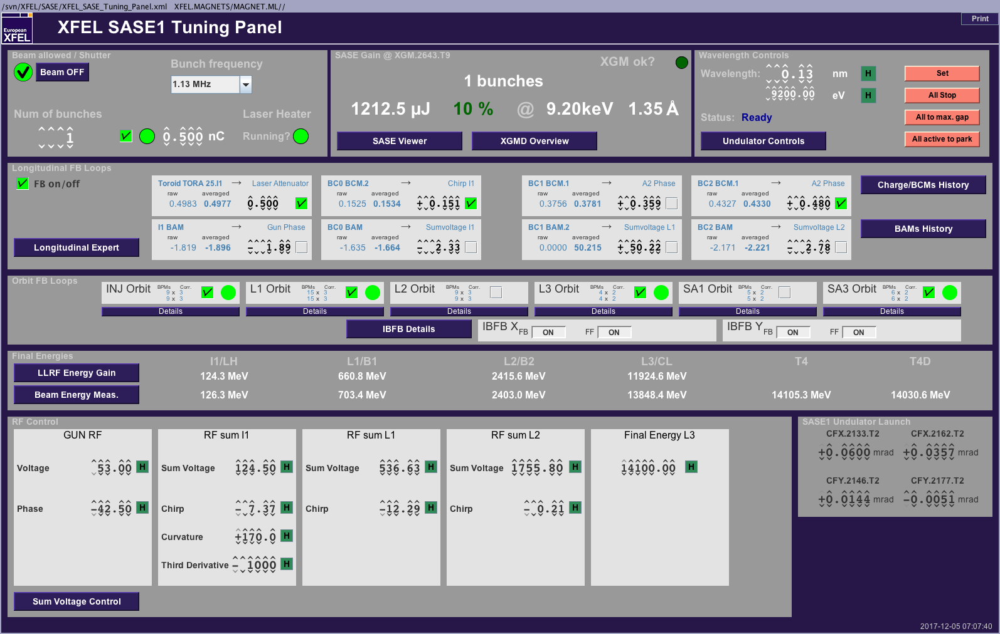 /svn/XFEL/SASE/XFEL_SASE_Tuning_Panel.xml XFEL.MAGNETS/MAGNET.ML//
European
XFEL
XFEL SASE1 Tuning Panel
Print
Beam allowed / Shutter
Beam OFF
Bunch frequency
1.13 MHz
Num of bunches
1
0.500 nC
Laser Heater
Running?
SASE Gain @ XGM.2643.T9
XGM ok?
1 bunches
1212.5 µJ 10 % @ 9.20keV 1.35 Å
SASE Viewer
XGMD Overview
Wavelength Controls
Wavelength: 0.13 nm H
9200.00 eV H
Status: Ready
Undulator Controls
Set
All Stop
All to max. gap
All active to park
Longitudinal FB Loops
FB on/off
Longitudinal Expert
Toroid TORA 25.I1 → Laser Attenuator
raw averaged
0.4983 0.4977 0.500
BC0 BCM.2 → Chirp I1
raw averaged
0.1525 0.1534 + 0.151
BC1 BCM.1 → A2 Phase
raw averaged
0.3756 0.3781 + 0.359
BC2 BCM.1 → A2 Phase
raw averaged
0.4327 0.4330 + 0.480
Charge/BCMs History
I1 BAM → Gun Phase
raw averaged
-1.819 -1.896 - 1.89
BC0 BAM → Sumvoltage I1
raw averaged
-1.635 -1.664 - 2.33
BC1 BAM.2 → Sumvoltage L1
raw averaged
0.0000 50.215 + 50.22
BC2 BAM → Sumvoltage L2
raw averaged
-2.171 -2.221 - 2.78
BAMs History
Orbit FB Loops
INJ Orbit
BPMs Corr.
9 x 3
9 x 3
Details
L1 Orbit
BPMs Corr.
15 x 3
15 x 3
Details
L2 Orbit
BPMs Corr.
9 x 3
9 x 3
Details
L3 Orbit
BPMs Corr.
4 x 2
4 x 2
Details
SA1 Orbit
BPMs Corr.
5 x 2
5 x 2
Details
SA3 Orbit
BPMs Corr.
6 x 2
6 x 2
Details
IBFB Details
IBFB X FB ON FF ON
IBFB Y FB ON FF ON
Final Energies
LLRF Energy Gain
Beam Energy Meas.
I1/LH L1/B1 L2/B2 L3/CL T4 T4D
124.3 MeV 660.8 MeV 2415.6 MeV 11924.6 MeV
126.3 MeV 703.4 MeV 2403.0 MeV 13848.4 MeV 14105.3 MeV 14030.6 MeV
RF Control
GUN RF
Voltage 53.00 H
Phase -42.50 H
RF sum I1
Sum Voltage 124.50 H
Chirp - 7.37 H
Curvature +170.0 H
Third Derivative - 1000 H
RF sum L1
Sum Voltage 536.63 H
Chirp -12.29 H
RF sum L2
Sum Voltage 1755.80 H
Chirp - 0.21 H
Final Energy L3
14100.00 H
Sum Voltage Control
SASE1 Undulator Launch
CFX.2133.T2 CFX.2162.T2
+0.0600 mrad +0.0357 mrad
CFY.2146.T2 CFY.2177.T2
+0.0144 mrad -0.0051 mrad
2017-12-05 07:07:40